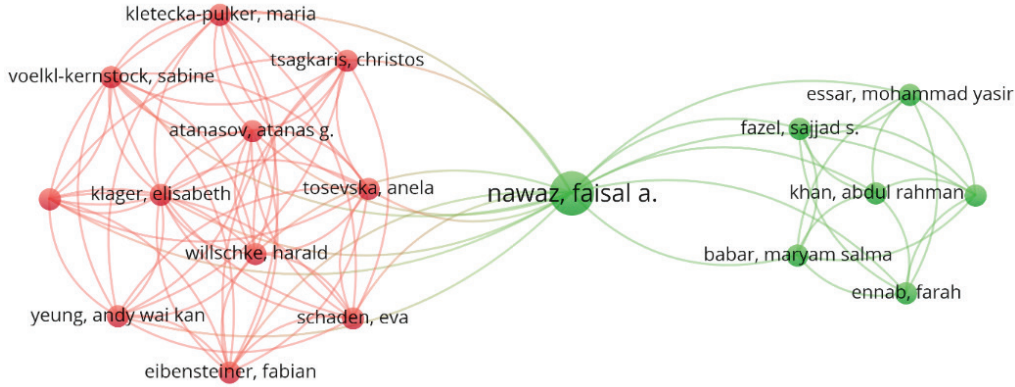 kletecka-pulker, maria
tsagkaris, christos
voelkl-kernstock, sabine
essar, mohammad yasir
atanasov, atanas g.
fazel, sajjad s.
klager, elisabeth
tosevska, anela
nawaz, faisal a.
khan, abdul rahman
willschke, harald
babar, maryam salma
ennab, farah
yeung, andy wai kan
schaden, eva
eibensteiner, fabian